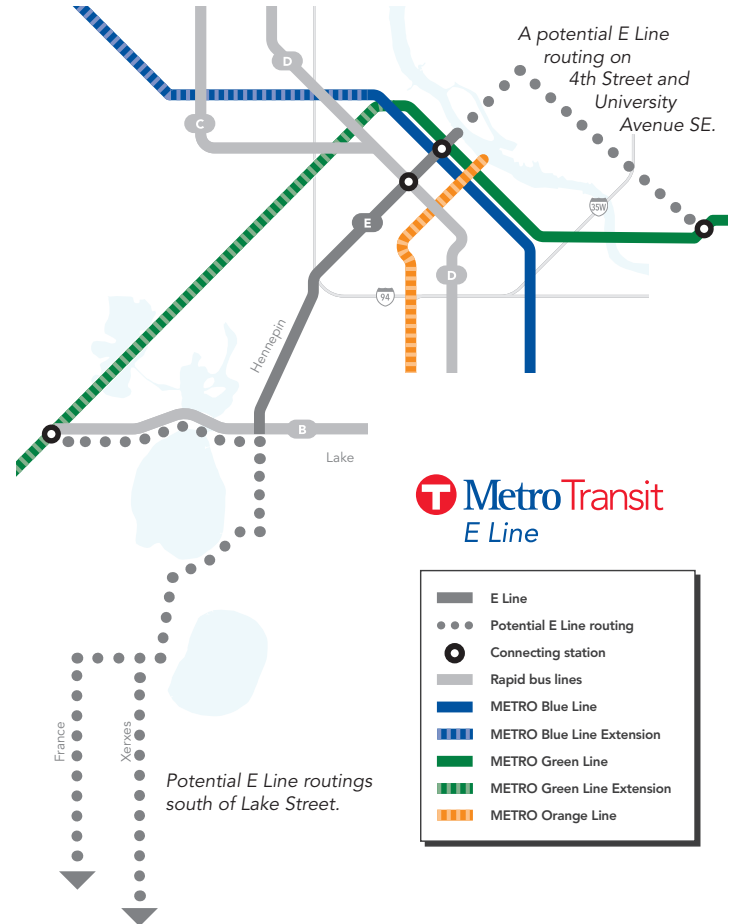 A potential E Line
routing on
4th Street and
University
Avenue SE.
D
C
E
35W
D
94
Hennepin
B
Lake
T MetroTransit
E Line
E Line
Potential E Line routing
Connecting station
Rapid bus lines
METRO Blue Line
METRO Blue Line Extension
METRO Green Line
METRO Green Line Extension
METRO Orange Line
France
Xerxes
Potential E Line routings
south of Lake Street.